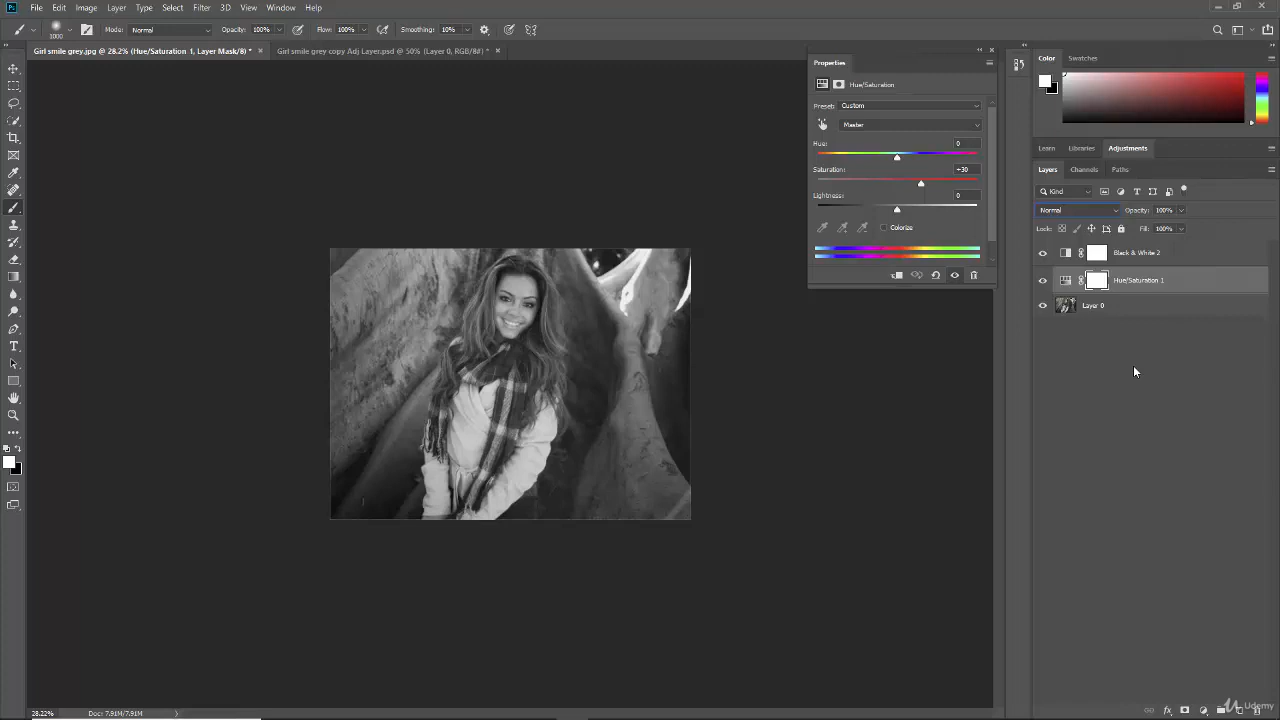 Ps File Edit Image Layer Type Select Filter 3D View Window Help
1000 Mode: Normal Opacity: 100% Flow: 100% Smoothing: 10%
Girl smile grey.jpg @ 28.2% (Hue/Saturation 1, Layer Mask/8) * Girl smile grey copy Adj Layer.psd @ 50% (Layer 0, RGB/8#) *
Properties
Hue/Saturation
Preset: Custom
Master
Hue: 0
Saturation: +30
Lightness: 0
Colorize
Color Swatches
Learn Libraries Adjustments
Layers Channels Paths
Kind
Normal Opacity: 100%
Lock: Fill: 100%
Black & White 2
Hue/Saturation 1
Layer 0
28.22% Doc: 7.91M/7.91M
Udemy